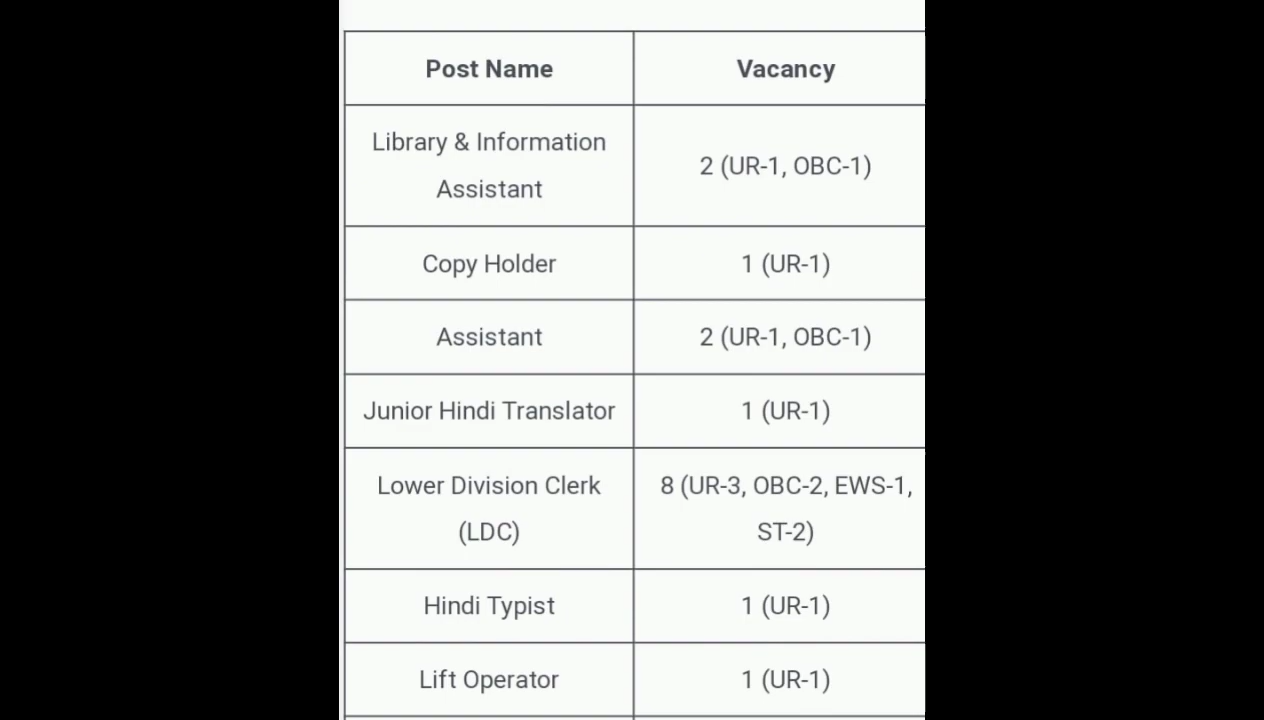 Post Name
Vacancy
Library & Information
Assistant
2 (UR-1, OBC-1)
Copy Holder
1 (UR-1)
Assistant
2 (UR-1, OBC-1)
Junior Hindi Translator
1 (UR-1)
Lower Division Clerk
(LDC)
8 (UR-3, OBC-2, EWS-1,
ST-2)
Hindi Typist
1 (UR-1)
Lift Operator
1 (UR-1)